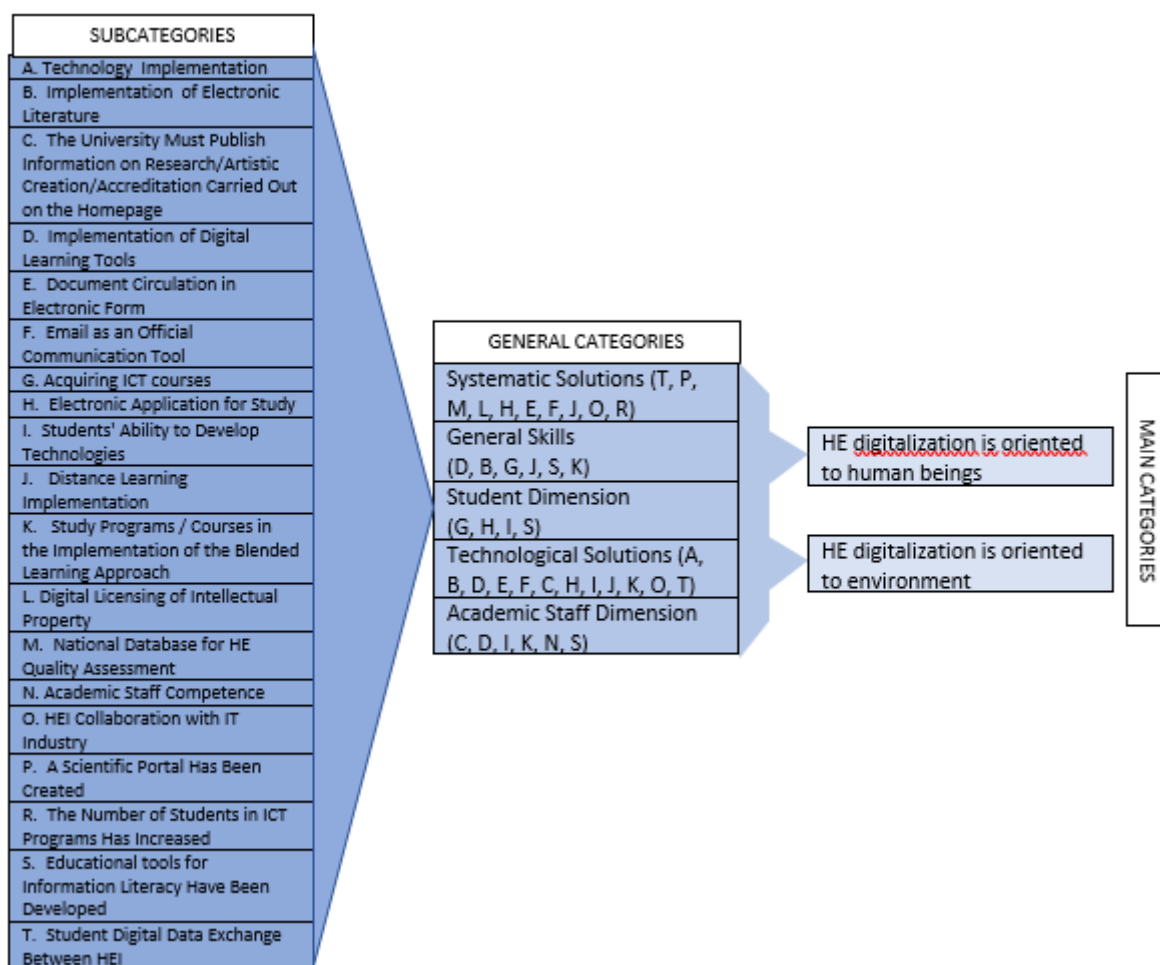 SUBCATEGORIES
A. Technology Implementation
B. Implementation of Electronic
Literature
C. The University Must Publish
Information on Research/Artistic
Creation/Accreditation Carried Out
on the Homepage
D. Implementation of Digital
Learning Tools
E. Document Circulation in
Electronic Form
F. Email as an Official
Communication Tool
G. Acquiring ICT courses
H. Electronic Application for Study
I. Students' Ability to Develop
Technologies
J. Distance Learning
Implementation
K. Study Programs / Courses in
the Implementation of the Blended
Learning Approach
L. Digital Licensing of Intellectual
Property
M. National Database for HE
Quality Assessment
N. Academic Staff Competence
O. HEI Collaboration with IT
Industry
P. A Scientific Portal Has Been
Created
R. The Number of Students in ICT
Programs Has Increased
S. Educational tools for
Information Literacy Have Been
Developed
T. Student Digital Data Exchange
Between HEI
GENERAL CATEGORIES
Systematic Solutions (T, P,
M, L, H, E, F, J, O, R)
General Skills
(D, B, G, J, S, K)
Student Dimension
(G, H, I, S)
Technological Solutions (A,
B, D, E, F, C, H, I, J, K, O, T)
Academic Staff Dimension
(C, D, I, K, N, S)
HE digitalization is oriented
to human beings
HE digitalization is oriented
to environment
MAIN CATEGORIES